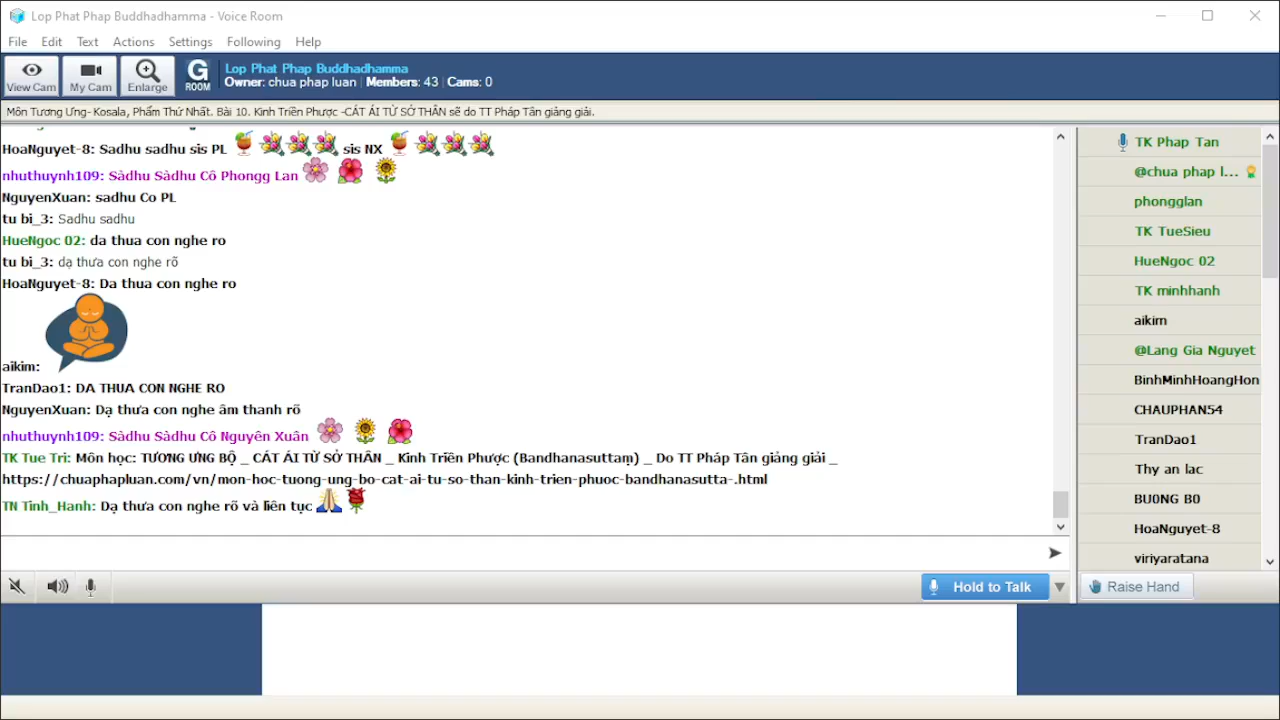 Lop Phat Phap Buddhadhamma - Voice Room
File Edit Text Actions Settings Following Help
View Cam My Cam Enlarge G ROOM
Lop Phat Phap Buddhadhamma
Owner: chua phap luan | Members: 43 | Cams: 0
Môn Tương Ưng- Kosala, Phẩm Thứ Nhất. Bài 10. Kinh Triền Phược -CÁT ÁI TỬ SỞ THÂN sẽ do TT Pháp Tân giảng giải.
HoaNguyet-8: Sadhu sadhu sis PL sis NX
nhuthuynh109: Sàdhu Sàdhu Cô Phongg Lan
NguyenXuan: sadhu Co PL
tu bi_3: Sadhu sadhu
HueNgoc 02: da thua con nghe ro
tu bi_3: dạ thưa con nghe rõ
HoaNguyet-8: Da thua con nghe ro
aikim:
TranDao1: DA THUA CON NGHE RO
NguyenXuan: Dạ thưa con nghe âm thanh rõ
nhuthuynh109: Sàdhu Sàdhu Cô Nguyên Xuân
TK Tue Tri: Môn học: TƯƠNG ƯNG BỘ _ CÁT ÁI TỬ SỞ THÂN _ Kinh Triền Phược (Bandhanasuttaṃ) _ Do TT Pháp Tân giảng giải _
https://chuaphapluan.com/vn/mon-hoc-tuong-ung-bo-cat-ai-tu-so-than-kinh-trien-phuoc-bandhanasutta-.html
TN Tinh_Hanh: Dạ thưa con nghe rõ và liên tục
TK Phap Tan
@chua phap l...
phongglan
TK TueSieu
HueNgoc 02
TK minhhanh
aikim
@Lang Gia Nguyet
BinhMinhHoangHon
CHAUPHAN54
TranDao1
Thy an lac
BU0NG B0
HoaNguyet-8
viriyaratana
Hold to Talk
Raise Hand